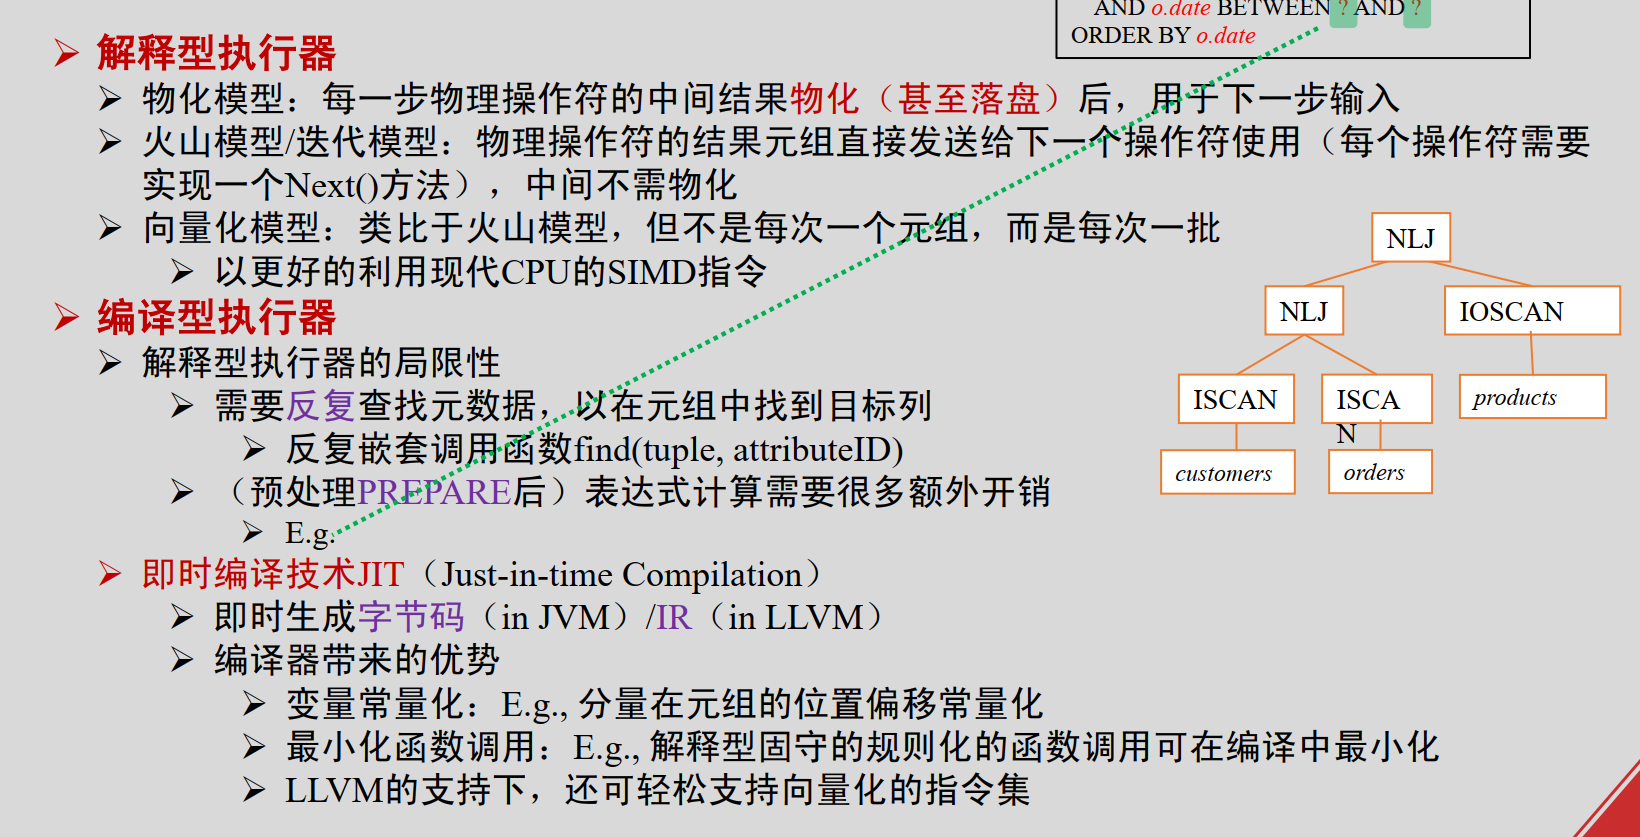 AND o.date BETWEEN ? AND ?
ORDER BY o.date
解释型执行器
物化模型：每一步物理操作符的中间结果物化（甚至落盘）后，用于下一步输入
火山模型/迭代模型：物理操作符的结果元组直接发送给下一个操作符使用（每个操作符需要
实现一个Next()方法），中间不需物化
向量化模型：类比于火山模型，但不是每次一个元组，而是每次一批
以更好的利用现代CPU的SIMD指令
编译型执行器
解释型执行器的局限性
需要反复查找元数据，以在元组中找到目标列
反复嵌套调用函数find(tuple, attributeID)
（预处理PREPARE后）表达式计算需要很多额外开销
E.g.
即时编译技术JIT（Just-in-time Compilation）
即时生成字节码（in JVM）/IR（in LLVM）
编译器带来的优势
变量常量化：E.g., 分量在元组的位置偏移常量化
最小化函数调用：E.g., 解释型固守的规则化的函数调用可在编译中最小化
LLVM的支持下，还可轻松支持向量化的指令集
NLJ
NLJ
IOSCAN
ISCAN
ISCA
N
products
customers
orders